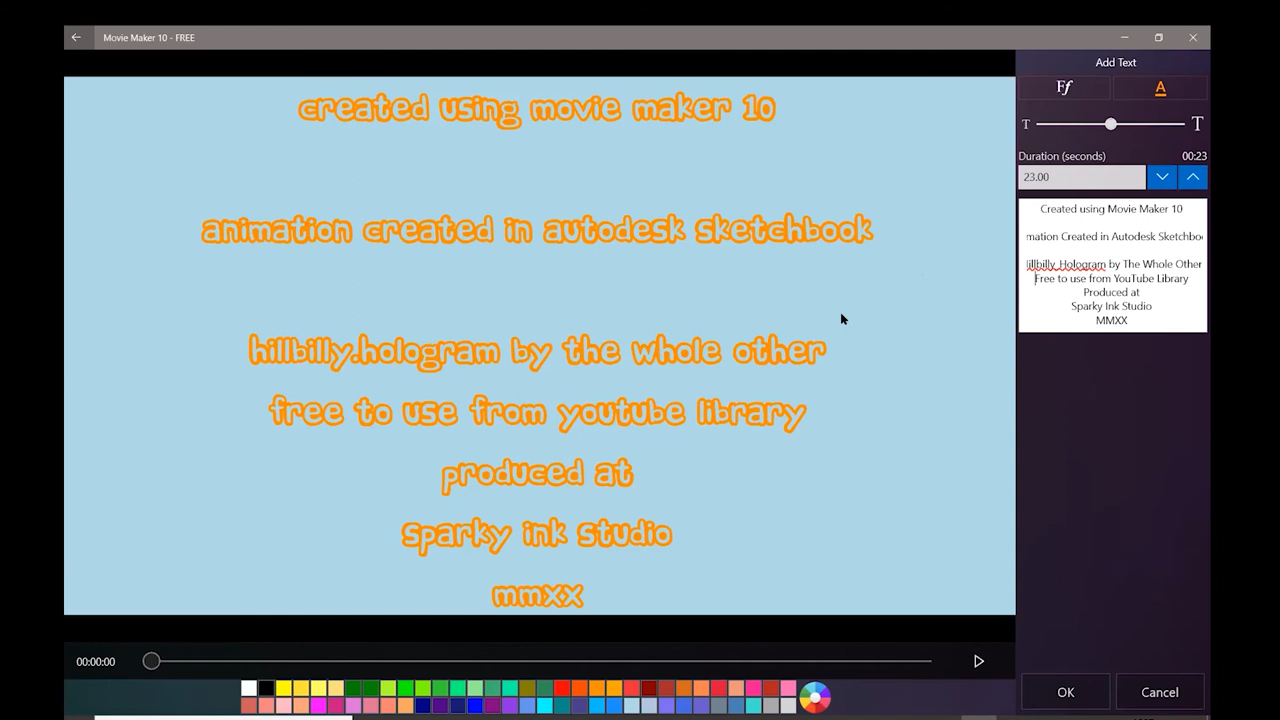 Movie Maker 10 - FREE
Add Text
created using movie maker 10
animation created in autodesk sketchbook
hillbilly.hologram by the whole other
free to use from youtube library
produced at
sparky ink studio
mmxx
Ff
A
T T
Duration (seconds) 00:23
23.00
Created using Movie Maker 10
mation Created in Autodesk Sketchbo
illbilly_Hologram by The Whole Other
Free to use from YouTube Library
Produced at
Sparky Ink Studio
MMXX
00:00:00
OK Cancel